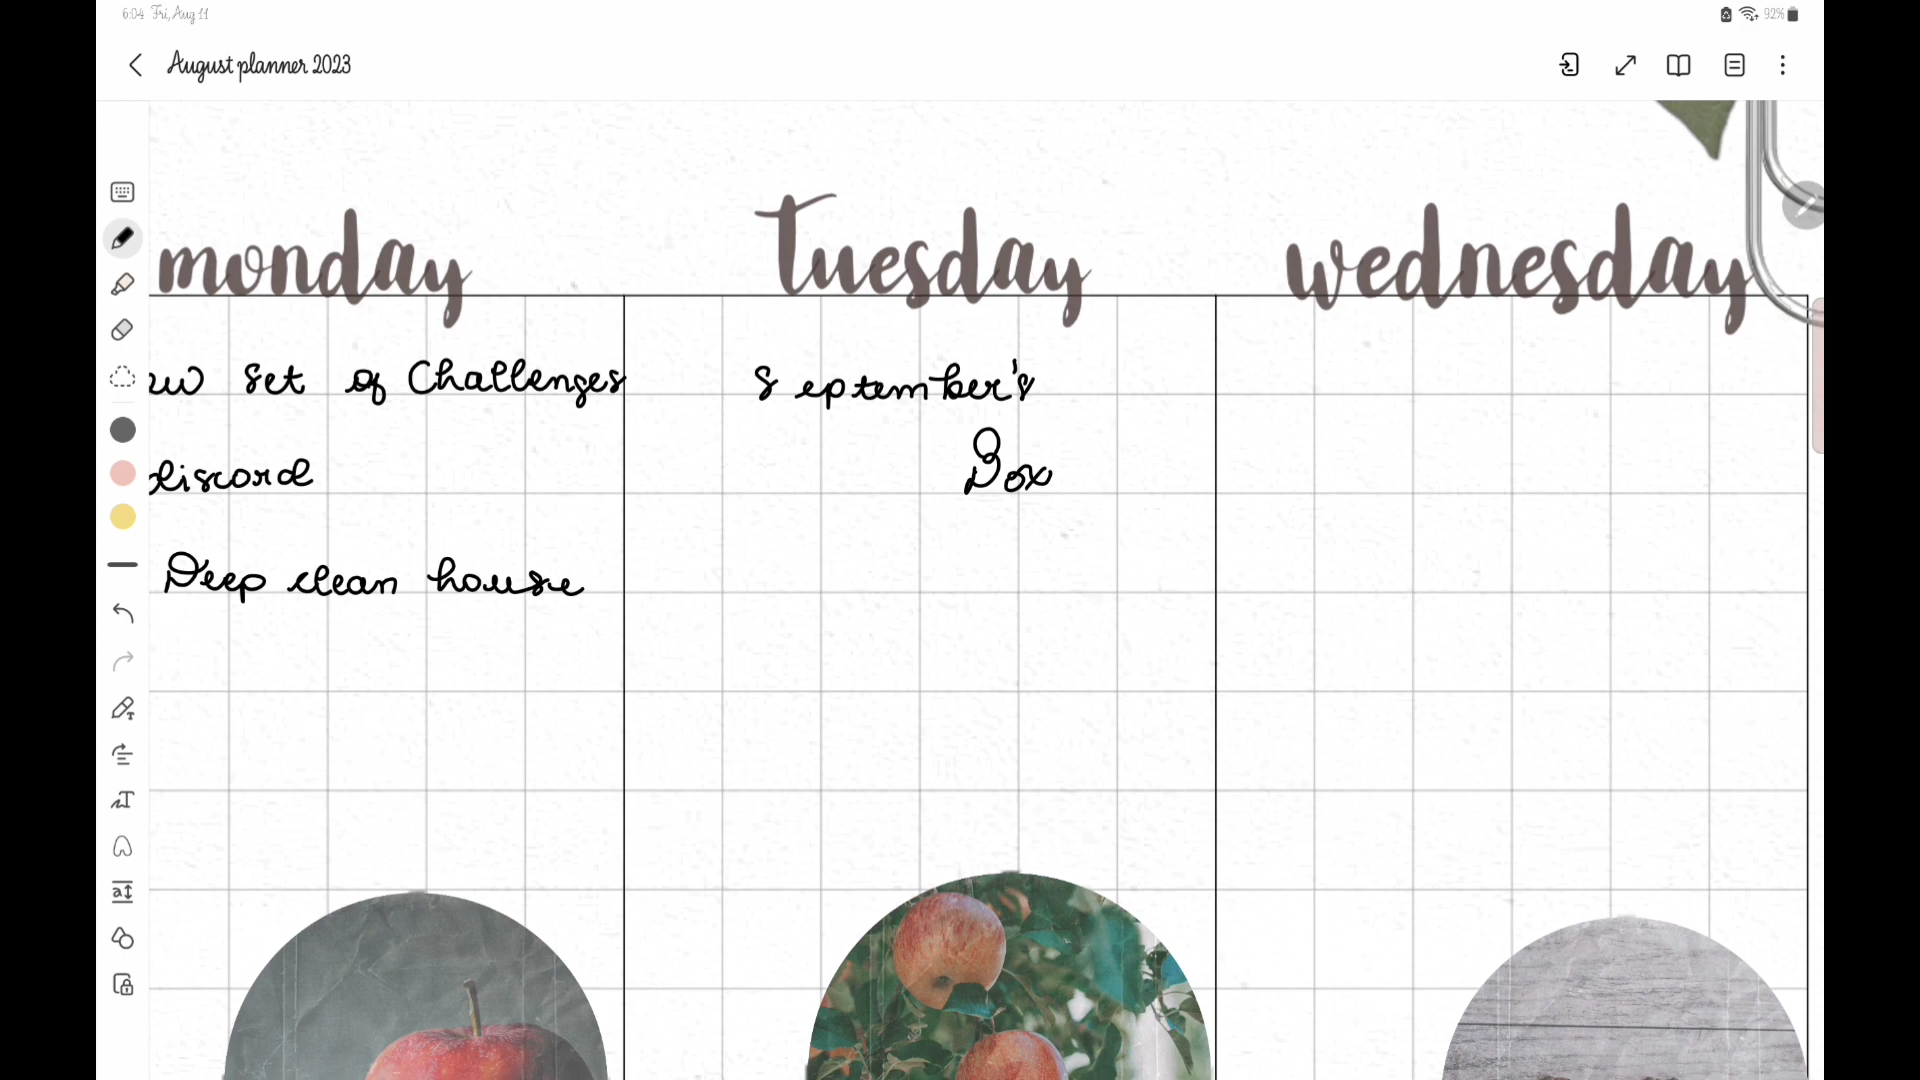 6:04 Fri, Aug 11
92%
August planner 2023
monday
Tuesday
wednesday
set of Challenges
September's
Box
discord
Deep clean house